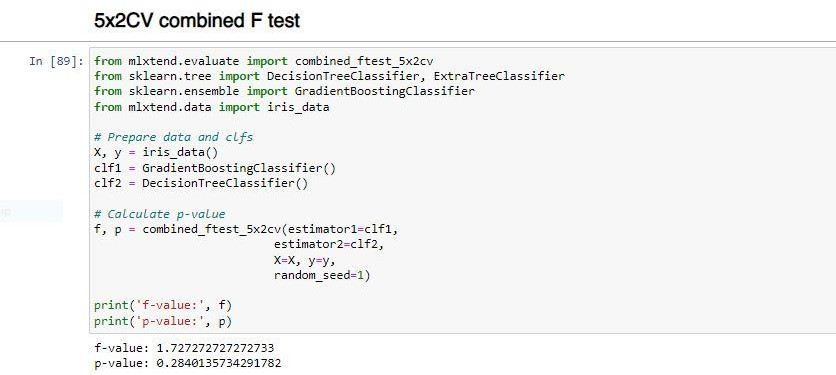 5x2CV combined F test
In [89]: from mlxtend.evaluate import combined_ftest_5x2cv
from sklearn.tree import DecisionTreeClassifier, ExtraTreeClassifier
from sklearn.ensemble import GradientBoostingClassifier
from mlxtend.data import iris_data
# Prepare data and clfs
X, y = iris_data()
clf1 = GradientBoostingClassifier()
clf2 = DecisionTreeClassifier()
# Calculate p-value
f, p = combined_ftest_5x2cv(estimator1=clf1,
estimator2=clf2,
X=X, y=y,
random_seed=1)
print('f-value:', f)
print('p-value:', p)
f-value: 1.727272727272733
p-value: 0.2840135734291782